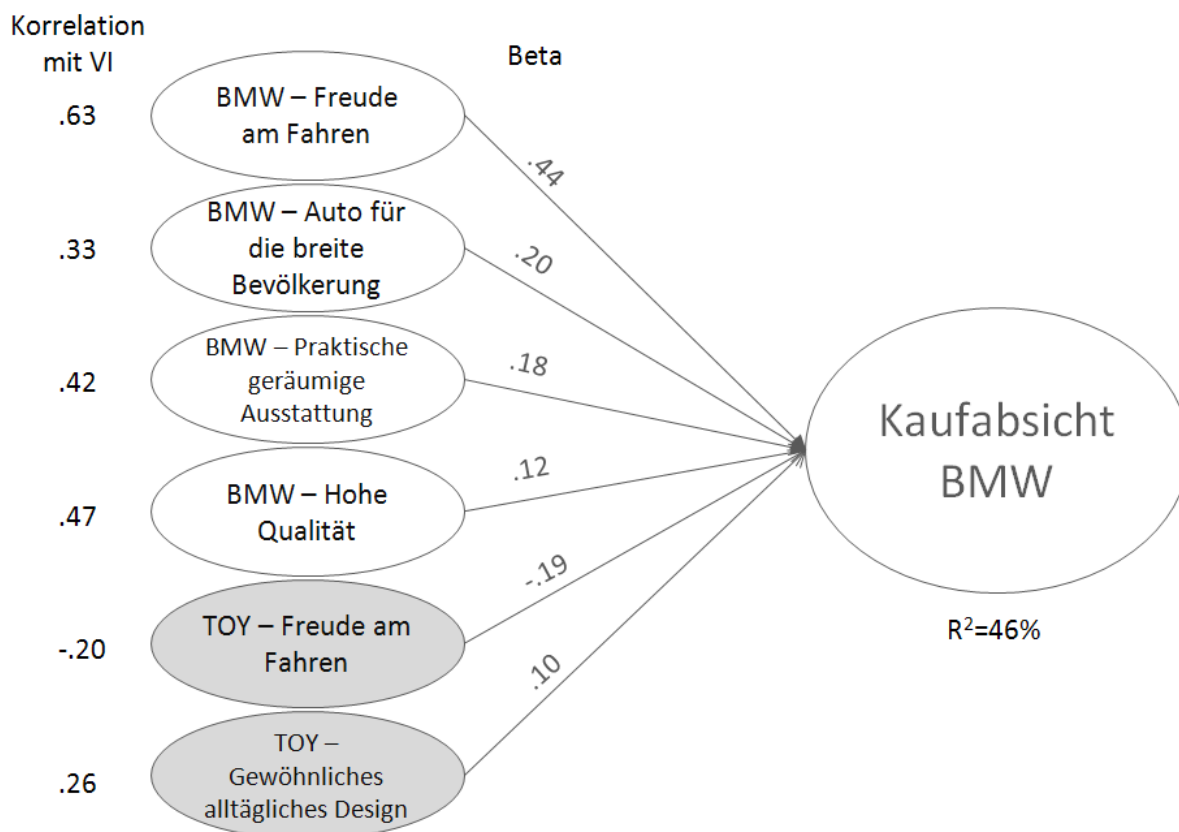 Korrelation
mit VI
Beta
.63
BMW – Freude
am Fahren
.44
.33
BMW – Auto für
die breite
Bevölkerung
.20
.42
BMW – Praktische
geräumige
Ausstattung
.18
.47
BMW – Hohe
Qualität
.12
-.20
TOY – Freude am
Fahren
-.19
.26
TOY –
Gewöhnliches
alltägliches Design
.10
Kaufabsicht
BMW
R²=46%